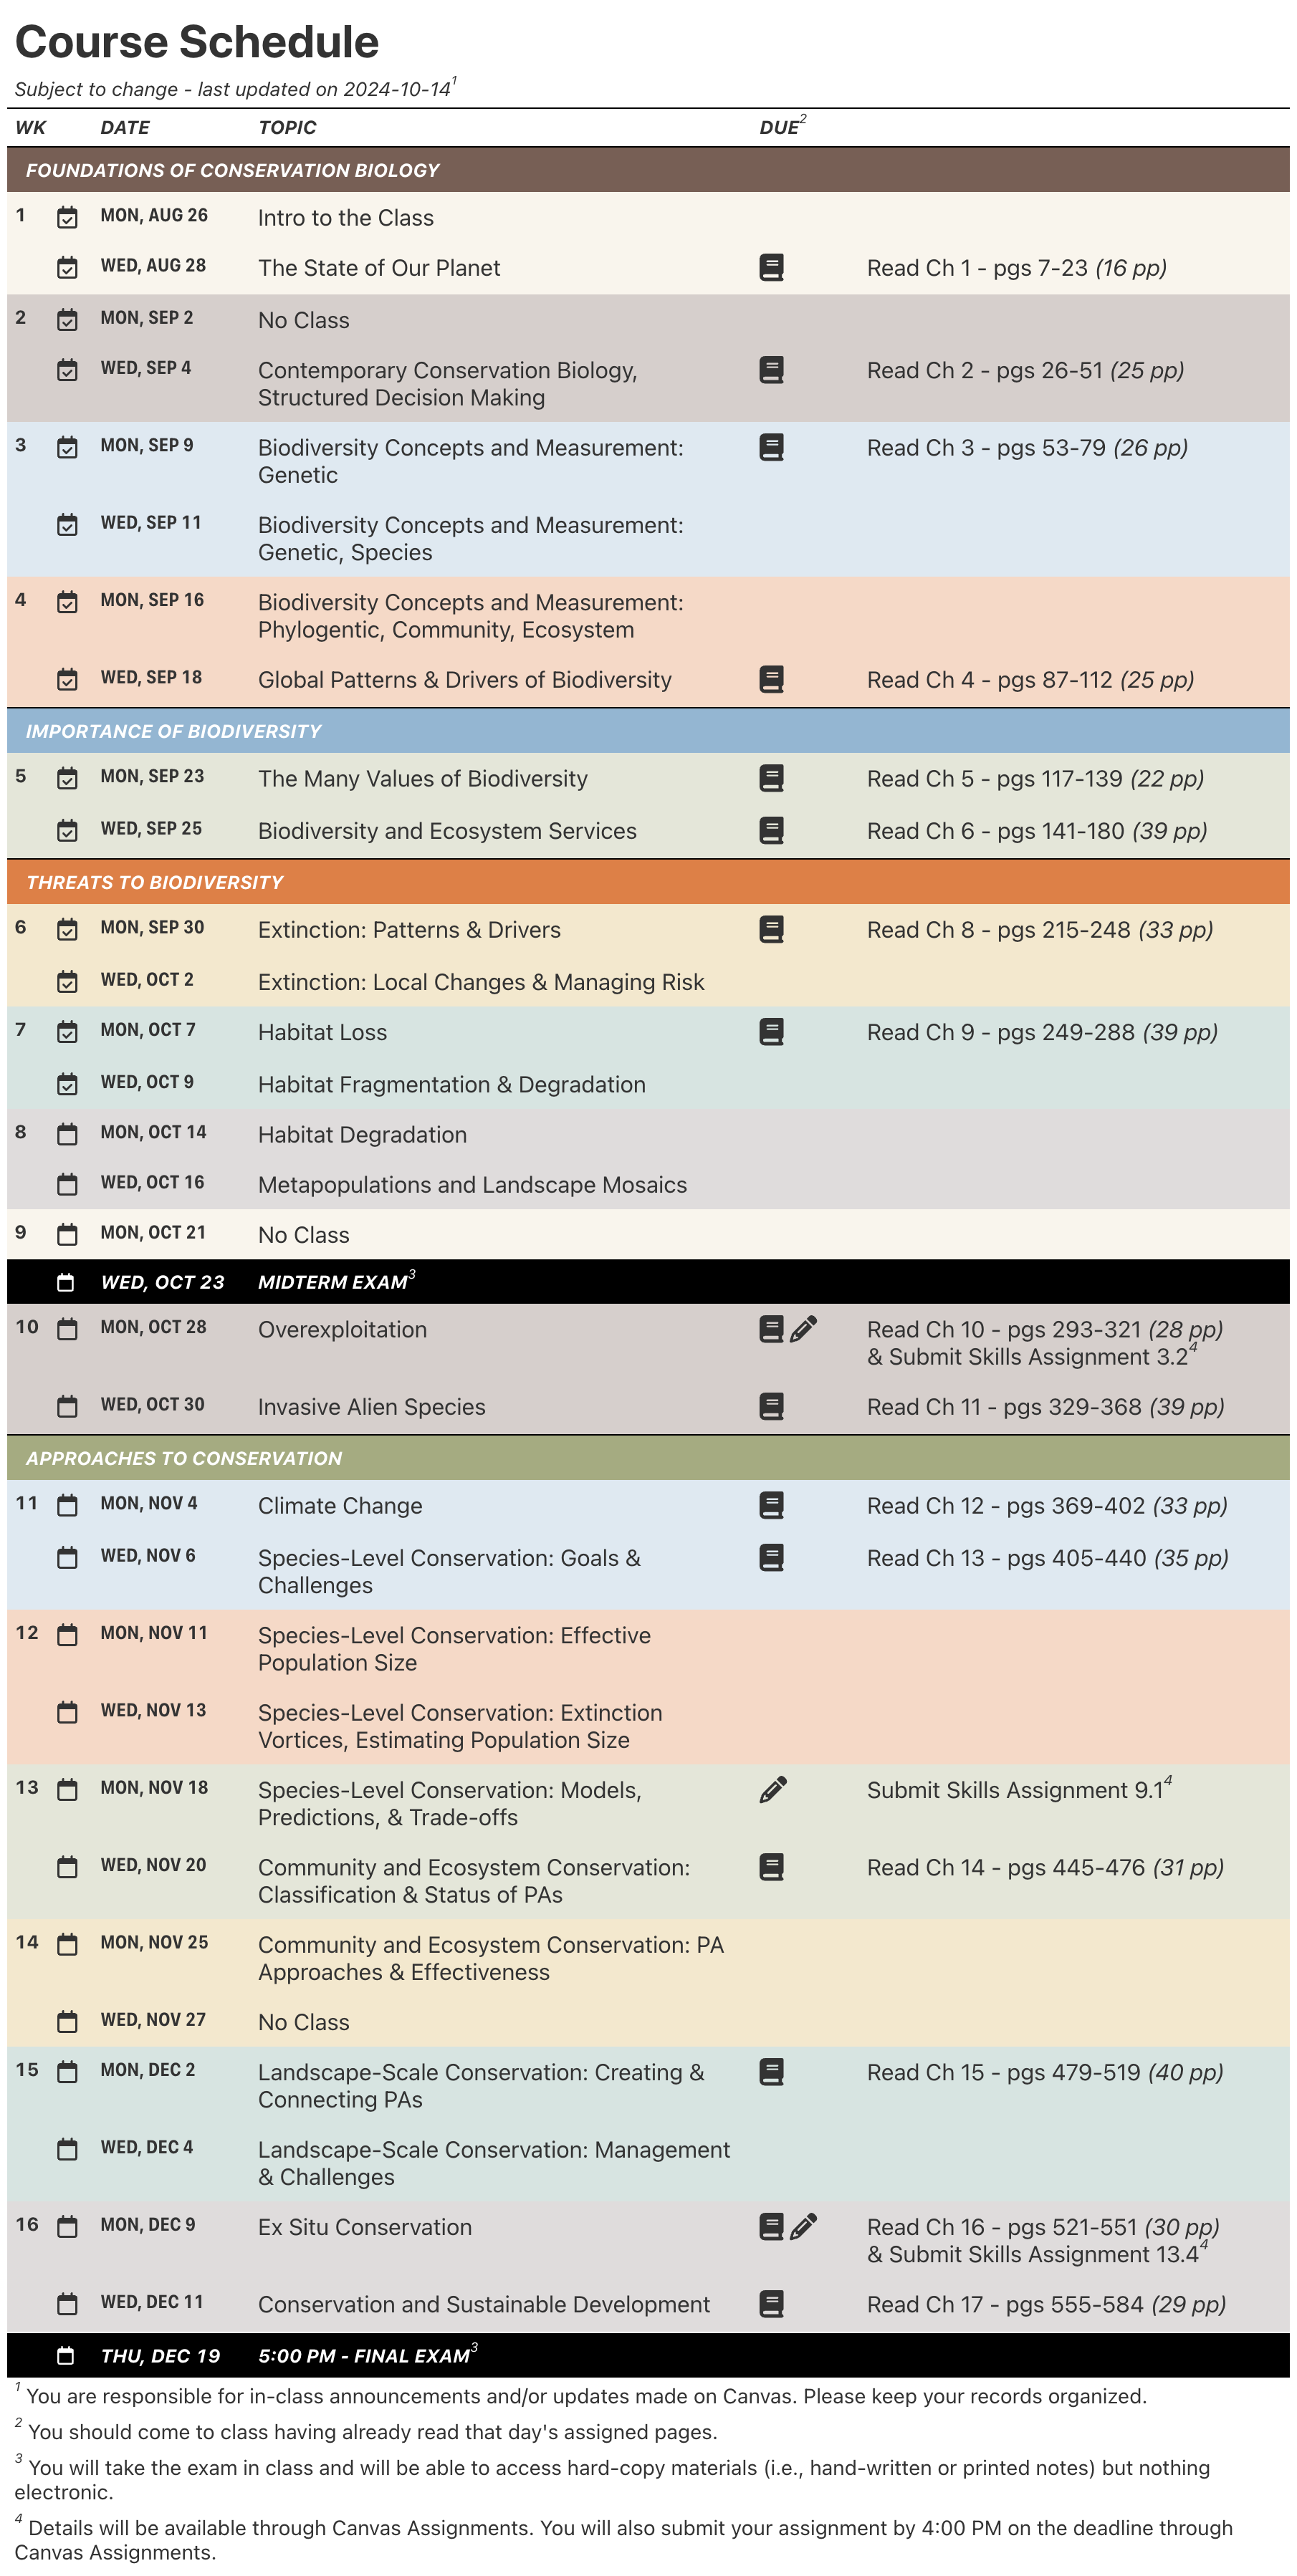 Course Schedule
Subject to change - last updated on 2024-10-14¹
WK DATE TOPIC DUE²
FOUNDATIONS OF CONSERVATION BIOLOGY
1 MON, AUG 26 Intro to the Class
WED, AUG 28 The State of Our Planet Read Ch 1 - pgs 7-23 (16 pp)
2 MON, SEP 2 No Class
WED, SEP 4 Contemporary Conservation Biology, Read Ch 2 - pgs 26-51 (25 pp)
Structured Decision Making
3 MON, SEP 9 Biodiversity Concepts and Measurement: Read Ch 3 - pgs 53-79 (26 pp)
Genetic
WED, SEP 11 Biodiversity Concepts and Measurement:
Genetic, Species
4 MON, SEP 16 Biodiversity Concepts and Measurement:
Phylogentic, Community, Ecosystem
WED, SEP 18 Global Patterns & Drivers of Biodiversity Read Ch 4 - pgs 87-112 (25 pp)
IMPORTANCE OF BIODIVERSITY
5 MON, SEP 23 The Many Values of Biodiversity Read Ch 5 - pgs 117-139 (22 pp)
WED, SEP 25 Biodiversity and Ecosystem Services Read Ch 6 - pgs 141-180 (39 pp)
THREATS TO BIODIVERSITY
6 MON, SEP 30 Extinction: Patterns & Drivers Read Ch 8 - pgs 215-248 (33 pp)
WED, OCT 2 Extinction: Local Changes & Managing Risk
7 MON, OCT 7 Habitat Loss Read Ch 9 - pgs 249-288 (39 pp)
WED, OCT 9 Habitat Fragmentation & Degradation
8 MON, OCT 14 Habitat Degradation
WED, OCT 16 Metapopulations and Landscape Mosaics
9 MON, OCT 21 No Class
WED, OCT 23 MIDTERM EXAM³
10 MON, OCT 28 Overexploitation Read Ch 10 - pgs 293-321 (28 pp)
& Submit Skills Assignment 3.2⁴
WED, OCT 30 Invasive Alien Species Read Ch 11 - pgs 329-368 (39 pp)
APPROACHES TO CONSERVATION
11 MON, NOV 4 Climate Change Read Ch 12 - pgs 369-402 (33 pp)
WED, NOV 6 Species-Level Conservation: Goals & Read Ch 13 - pgs 405-440 (35 pp)
Challenges
12 MON, NOV 11 Species-Level Conservation: Effective
Population Size
WED, NOV 13 Species-Level Conservation: Extinction
Vortices, Estimating Population Size
13 MON, NOV 18 Species-Level Conservation: Models, Submit Skills Assignment 9.1⁴
Predictions, & Trade-offs
WED, NOV 20 Community and Ecosystem Conservation: Read Ch 14 - pgs 445-476 (31 pp)
Classification & Status of PAs
14 MON, NOV 25 Community and Ecosystem Conservation: PA
Approaches & Effectiveness
WED, NOV 27 No Class
15 MON, DEC 2 Landscape-Scale Conservation: Creating & Read Ch 15 - pgs 479-519 (40 pp)
Connecting PAs
WED, DEC 4 Landscape-Scale Conservation: Management
& Challenges
16 MON, DEC 9 Ex Situ Conservation Read Ch 16 - pgs 521-551 (30 pp)
& Submit Skills Assignment 13.4⁴
WED, DEC 11 Conservation and Sustainable Development Read Ch 17 - pgs 555-584 (29 pp)
THU, DEC 19 5:00 PM - FINAL EXAM³
¹ You are responsible for in-class announcements and/or updates made on Canvas. Please keep your records organized.
² You should come to class having already read that day's assigned pages.
³ You will take the exam in class and will be able to access hard-copy materials (i.e., hand-written or printed notes) but nothing
electronic.
⁴ Details will be available through Canvas Assignments. You will also submit your assignment by 4:00 PM on the deadline through
Canvas Assignments.